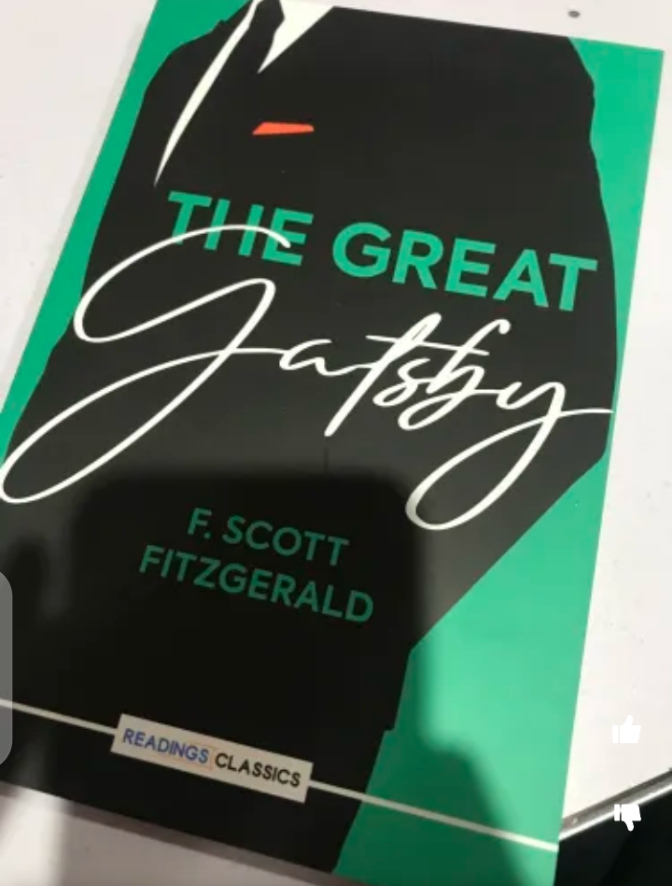 THE GREAT
Gatsby
F. SCOTT
FITZGERALD
READINGS CLASSICS